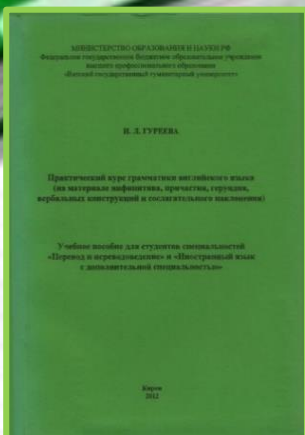 МИНИСТЕРСТВО ОБРАЗОВАНИЯ И НАУКИ РФ
Федеральное государственное бюджетное образовательное учреждение
высшего профессионального образования
«Вятский государственный гуманитарный университет»
Н. Л. ГУРЕЕВА
Практический курс грамматики английского языка
(на материале инфинитива, причастия, герундия,
вербальных конструкций и сослагательного наклонения)
Учебное пособие для студентов специальностей
«Перевод и переводоведение» и «Иностранный язык
с дополнительной специальностью»
Киров
2012